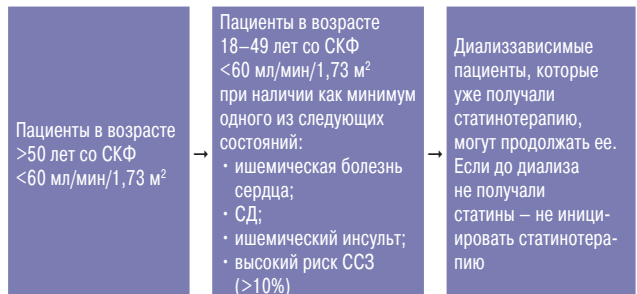 Пациенты в возрасте
>50 лет со СКФ
<60 мл/мин/1,73 м²
→
Пациенты в возрасте
18–49 лет со СКФ
<60 мл/мин/1,73 м²
при наличии как минимум
одного из следующих
состояний:
· ишемическая болезнь
сердца;
· СД;
· ишемический инсульт;
· высокий риск ССЗ
(>10%)
→
Диализзависимые
пациенты, которые
уже получали
статинотерапию,
могут продолжать ее.
Если до диализа
не получали
статины – не иници-
ировать статинотера-
пию